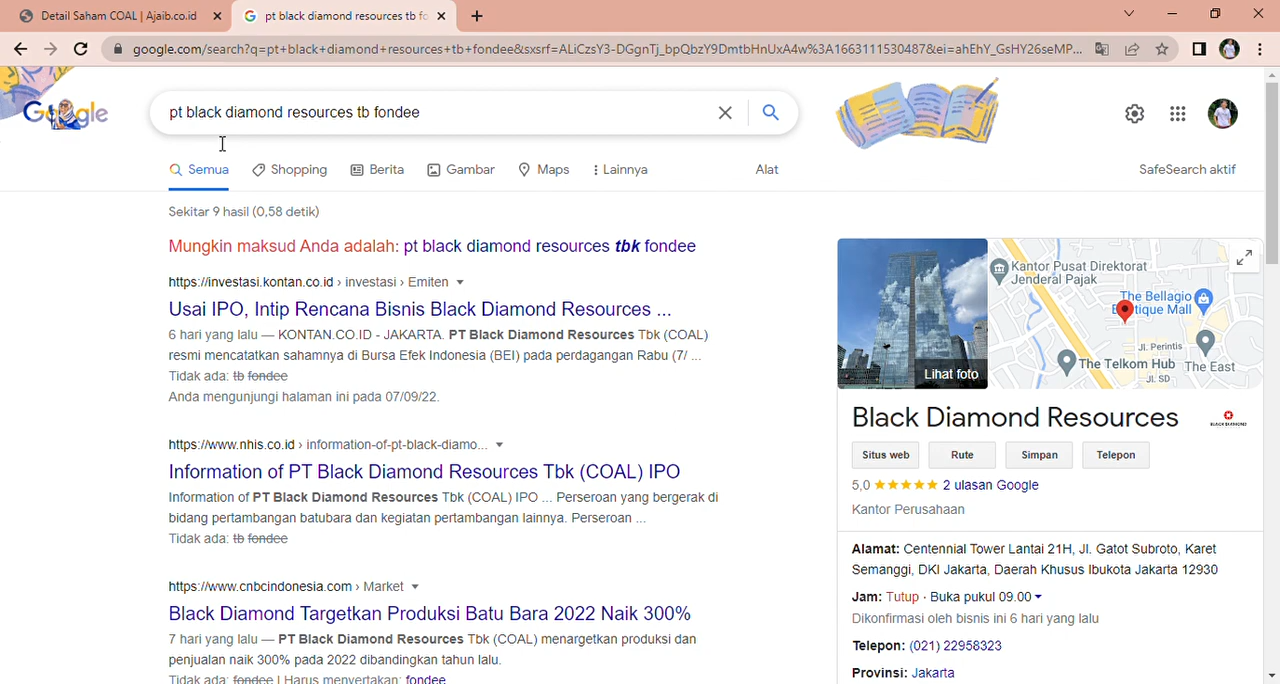 Detail Saham COAL | Ajaib.co.id
pt black diamond resources tb fo
google.com/search?q=pt+black+diamond+resources+tb+fondee&sxsrf=ALiCzsY3-DGgnTj_bpQbzY9DmtbHnUxA4w%3A1663111530487&ei=ahEhY_GsHY26seMP...
Google
pt black diamond resources tb fondee
Semua
Shopping
Berita
Gambar
Maps
Lainnya
Alat
SafeSearch aktif
Sekitar 9 hasil (0,58 detik)
Mungkin maksud Anda adalah: pt black diamond resources tbk fondee
https://investasi.kontan.co.id › investasi › Emiten
Usai IPO, Intip Rencana Bisnis Black Diamond Resources ...
6 hari yang lalu — KONTAN.CO.ID - JAKARTA. PT Black Diamond Resources Tbk (COAL)
resmi mencatatkan sahamnya di Bursa Efek Indonesia (BEI) pada perdagangan Rabu (7/ ...
Tidak ada: tb fondee
Anda mengunjungi halaman ini pada 07/09/22.
https://www.nhis.co.id › information-of-pt-black-diamo...
Information of PT Black Diamond Resources Tbk (COAL) IPO
Information of PT Black Diamond Resources Tbk (COAL) IPO ... Perseroan yang bergerak di
bidang pertambangan batubara dan kegiatan pertambangan lainnya. Perseroan ...
Tidak ada: tb fondee
https://www.cnbcindonesia.com › Market
Black Diamond Targetkan Produksi Batu Bara 2022 Naik 300%
7 hari yang lalu — PT Black Diamond Resources Tbk (COAL) menargetkan produksi dan
penjualan naik 300% pada 2022 dibandingkan tahun lalu.
Tidak ada: fondee | Harus menyertakan: fondee
Lihat foto
Kantor Pusat Direktorat
Jenderal Pajak
The Bellagio
Boutique Mall
Jl. Perintis
The Telkom Hub
Jl. SD
The East
Black Diamond Resources
BLACK DIAMOND
Situs web
Rute
Simpan
Telepon
5,0
2 ulasan Google
Kantor Perusahaan
Alamat: Centennial Tower Lantai 21H, Jl. Gatot Subroto, Karet
Semanggi, DKI Jakarta, Daerah Khusus Ibukota Jakarta 12930
Jam: Tutup · Buka pukul 09.00
Dikonfirmasi oleh bisnis ini 6 hari yang lalu
Telepon: (021) 22958323
Provinsi: Jakarta